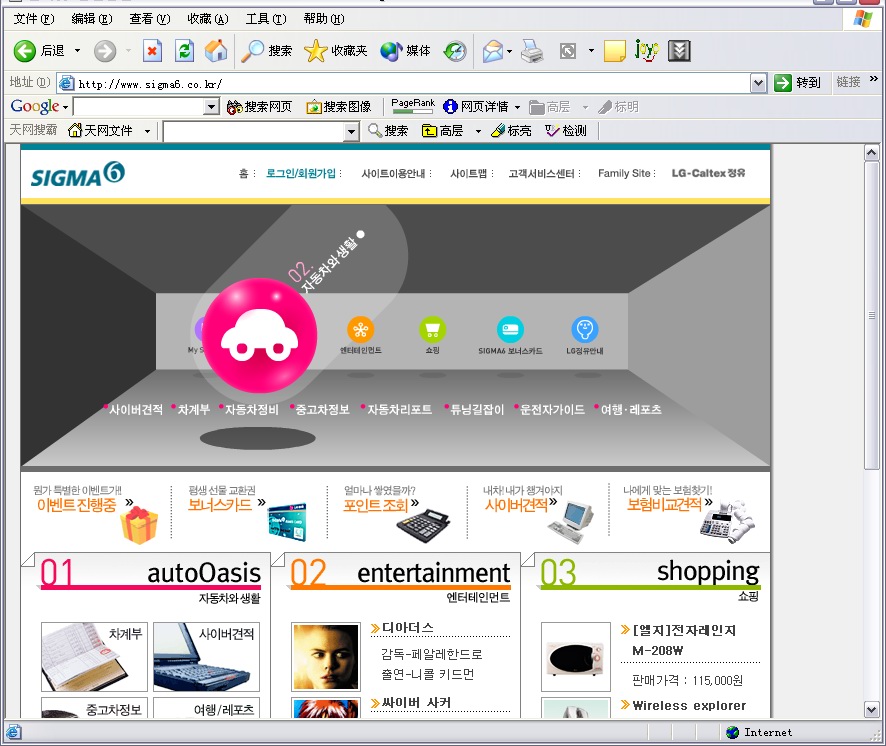 文件(F) 编辑(E) 查看(V) 收藏(A) 工具(T) 帮助(H)
后退 搜索 收藏夹 媒体 joy
地址(D) http://www.sigma6.co.kr/ 转到 链接 »
Google 搜索网页 搜索图像 PageRank 网页详情 高层 标明
天网搜霸 天网文件 搜索 高层 标亮 检测
SIGMA6 홈 로그인/회원가입 사이트이용안내 사이트맵 고객서비스센터 Family Site LG-Caltex정유
02. 자동차와생활
My S 엔터테인먼트 쇼핑 SIGMA6 보너스카드 LG정유안내
사이버견적 차계부 자동차정비 중고차정보 자동차리포트 튜닝길잡이 운전자가이드 여행·레포츠
뭔가 특별한 이벤트가!! 평생 선물 교환권 얼마나 쌓였을까? 내차! 내가 챙겨야지 나에게 맞는 보험찾기!
이벤트 진행중 » 보너스카드 » 포인트 조회 » 사이버견적 » 보험비교견적 »
01 autoOasis 02 entertainment 03 shopping
자동차와생활 엔터테인먼트 쇼핑
차계부 사이버견적 디아더스 [엘지]전자레인지
M-208W
감독-페알레한드로
출연-니콜 키드먼 판매가격 : 115,000원
중고차정보 여행/레포츠 싸이버 사커 Wireless explorer
Internet